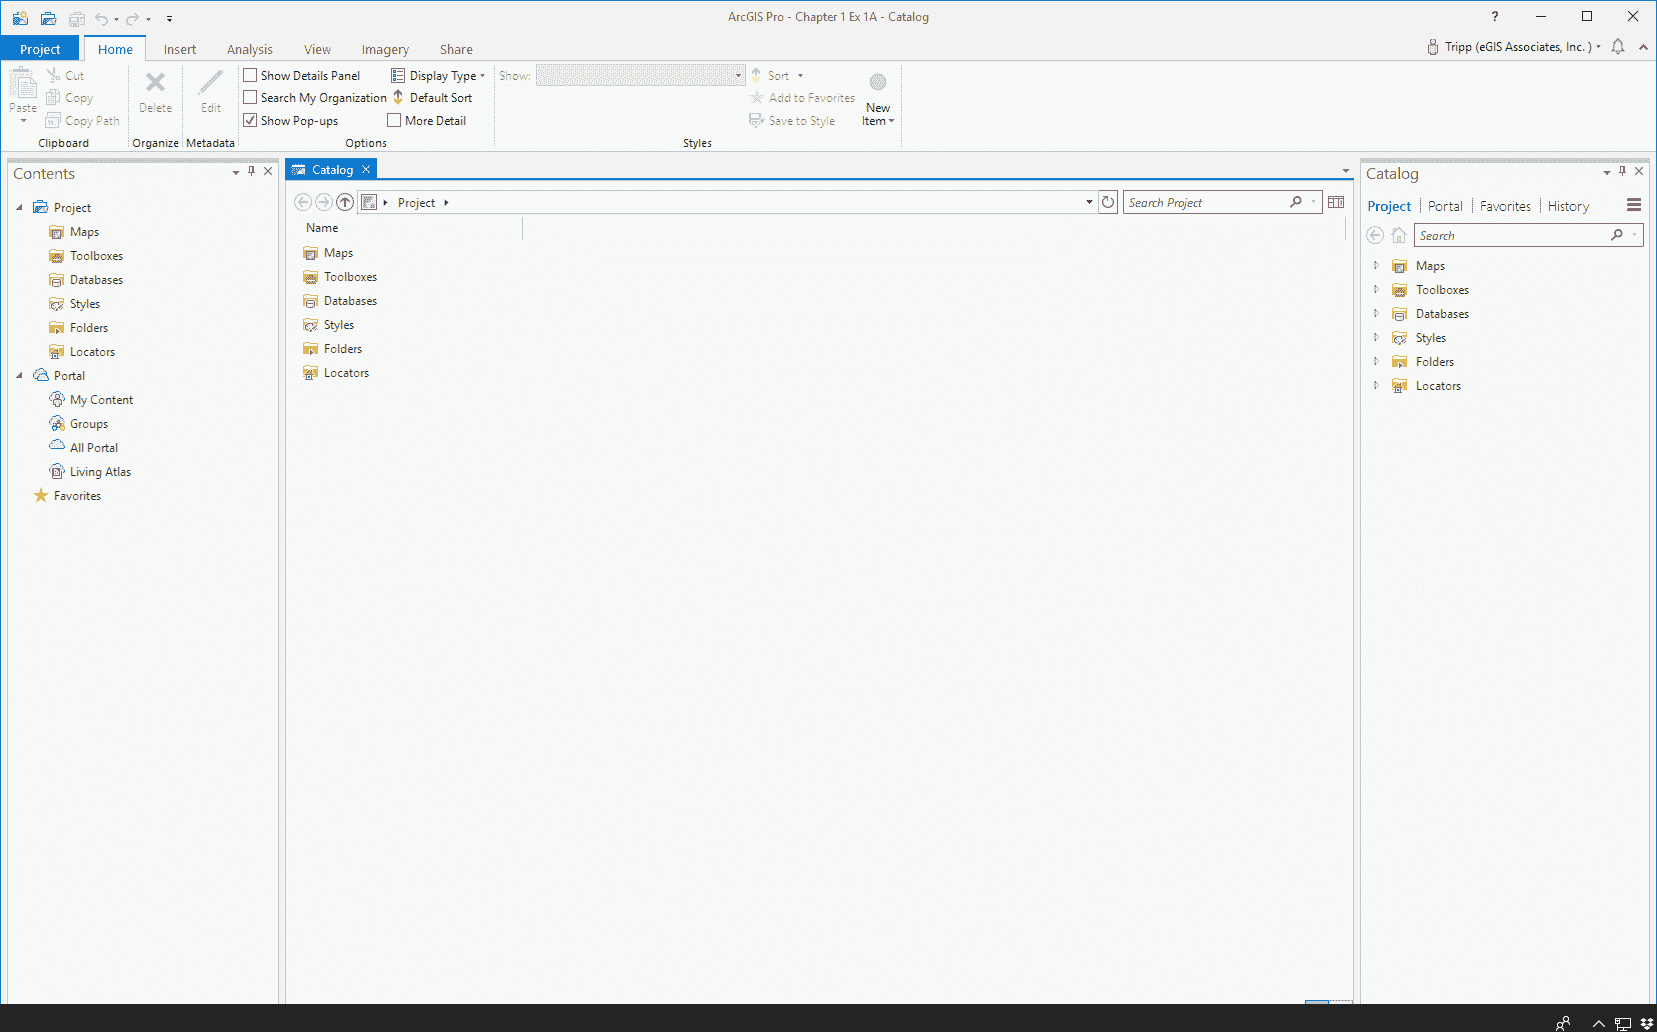 ArcGIS Pro - Chapter 1 Ex 1A - Catalog
?
Project Home Insert Analysis View Imagery Share
Tripp (eGIS Associates, Inc. )
Paste
Cut
Copy
Copy Path
Clipboard
Delete
Organize
Edit
Metadata
Show Details Panel
Search My Organization
Show Pop-ups
Display Type
Default Sort
More Detail
Options
Show:
Sort
Add to Favorites
Save to Style
New
Item
Styles
Contents
Project
Maps
Toolboxes
Databases
Styles
Folders
Locators
Portal
My Content
Groups
All Portal
Living Atlas
Favorites
Catalog
Project
Search Project
Name
Maps
Toolboxes
Databases
Styles
Folders
Locators
Catalog
Project Portal Favorites History
Search
Maps
Toolboxes
Databases
Styles
Folders
Locators